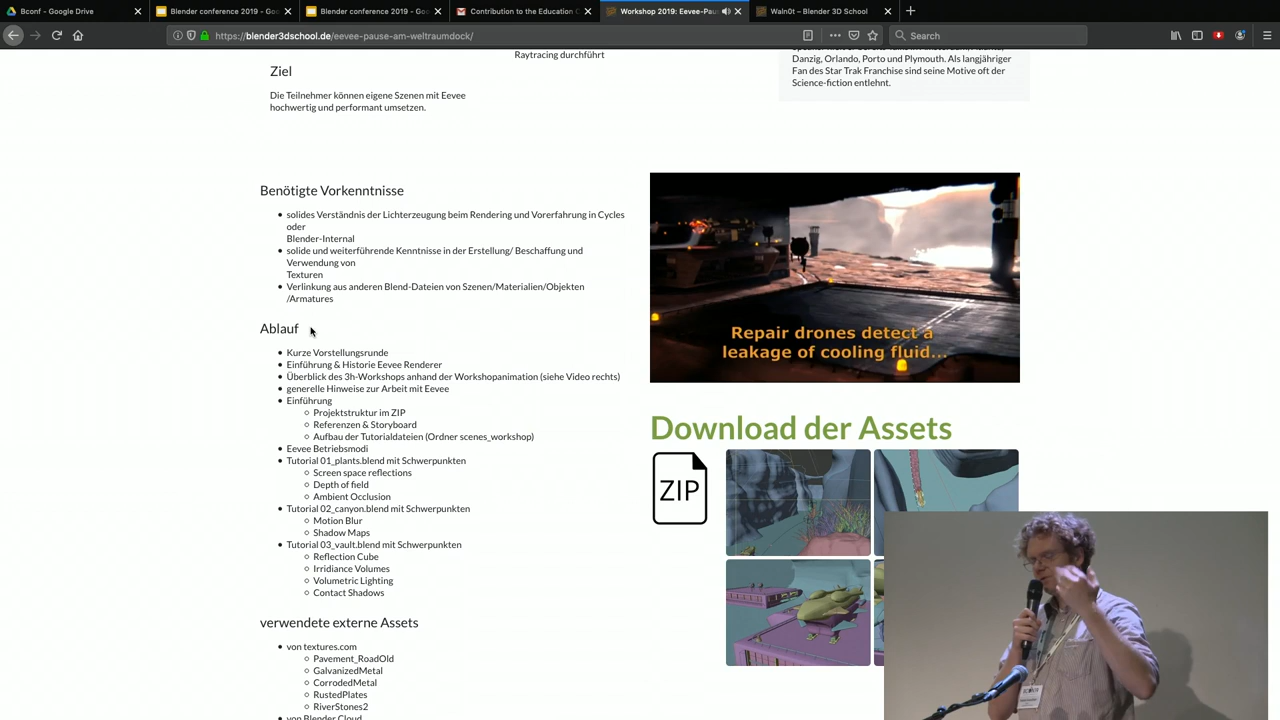 Bconf - Google Drive
Blender conference 2019 - Goo
Blender conference 2019 - Goo
Contribution to the Education C
Workshop 2019: Eevee-Pau
Waln0t – Blender 3D School
https://blender3dschool.de/eevee-pause-am-weltraumdock/
Search
Raytracing durchführt
Ziel
Die Teilnehmer können eigene Szenen mit Eevee
hochwertig und performant umsetzen.
Danzig, Orlando, Porto und Plymouth. Als langjähriger
Fan des Star Trak Franchise sind seine Motive oft der
Science-fiction entlehnt.
Benötigte Vorkenntnisse
solides Verständnis der Lichterzeugung beim Rendering und Vorerfahrung in Cycles
oder
Blender-Internal
solide und weiterführende Kenntnisse in der Erstellung/ Beschaffung und
Verwendung von
Texturen
Verlinkung aus anderen Blend-Dateien von Szenen/Materialien/Objekten
/Armatures
Ablauf
Kurze Vorstellungsrunde
Einführung & Historie Eevee Renderer
Überblick des 3h-Workshops anhand der Workshopanimation (siehe Video rechts)
generelle Hinweise zur Arbeit mit Eevee
Einführung
Projektstruktur im ZIP
Referenzen & Storyboard
Aufbau der Tutorialdateien (Ordner scenes_workshop)
Eevee Betriebsmodi
Tutorial 01_plants.blend mit Schwerpunkten
Screen space reflections
Depth of field
Ambient Occlusion
Tutorial 02_canyon.blend mit Schwerpunkten
Motion Blur
Shadow Maps
Tutorial 03_vault.blend mit Schwerpunkten
Reflection Cube
Irridiance Volumes
Volumetric Lighting
Contact Shadows
verwendete externe Assets
von textures.com
Pavement_RoadOld
GalvanizedMetal
CorrodedMetal
RustedPlates
RiverStones2
von Blender Cloud
Repair drones detect a
leakage of cooling fluid...
Download der Assets
ZIP